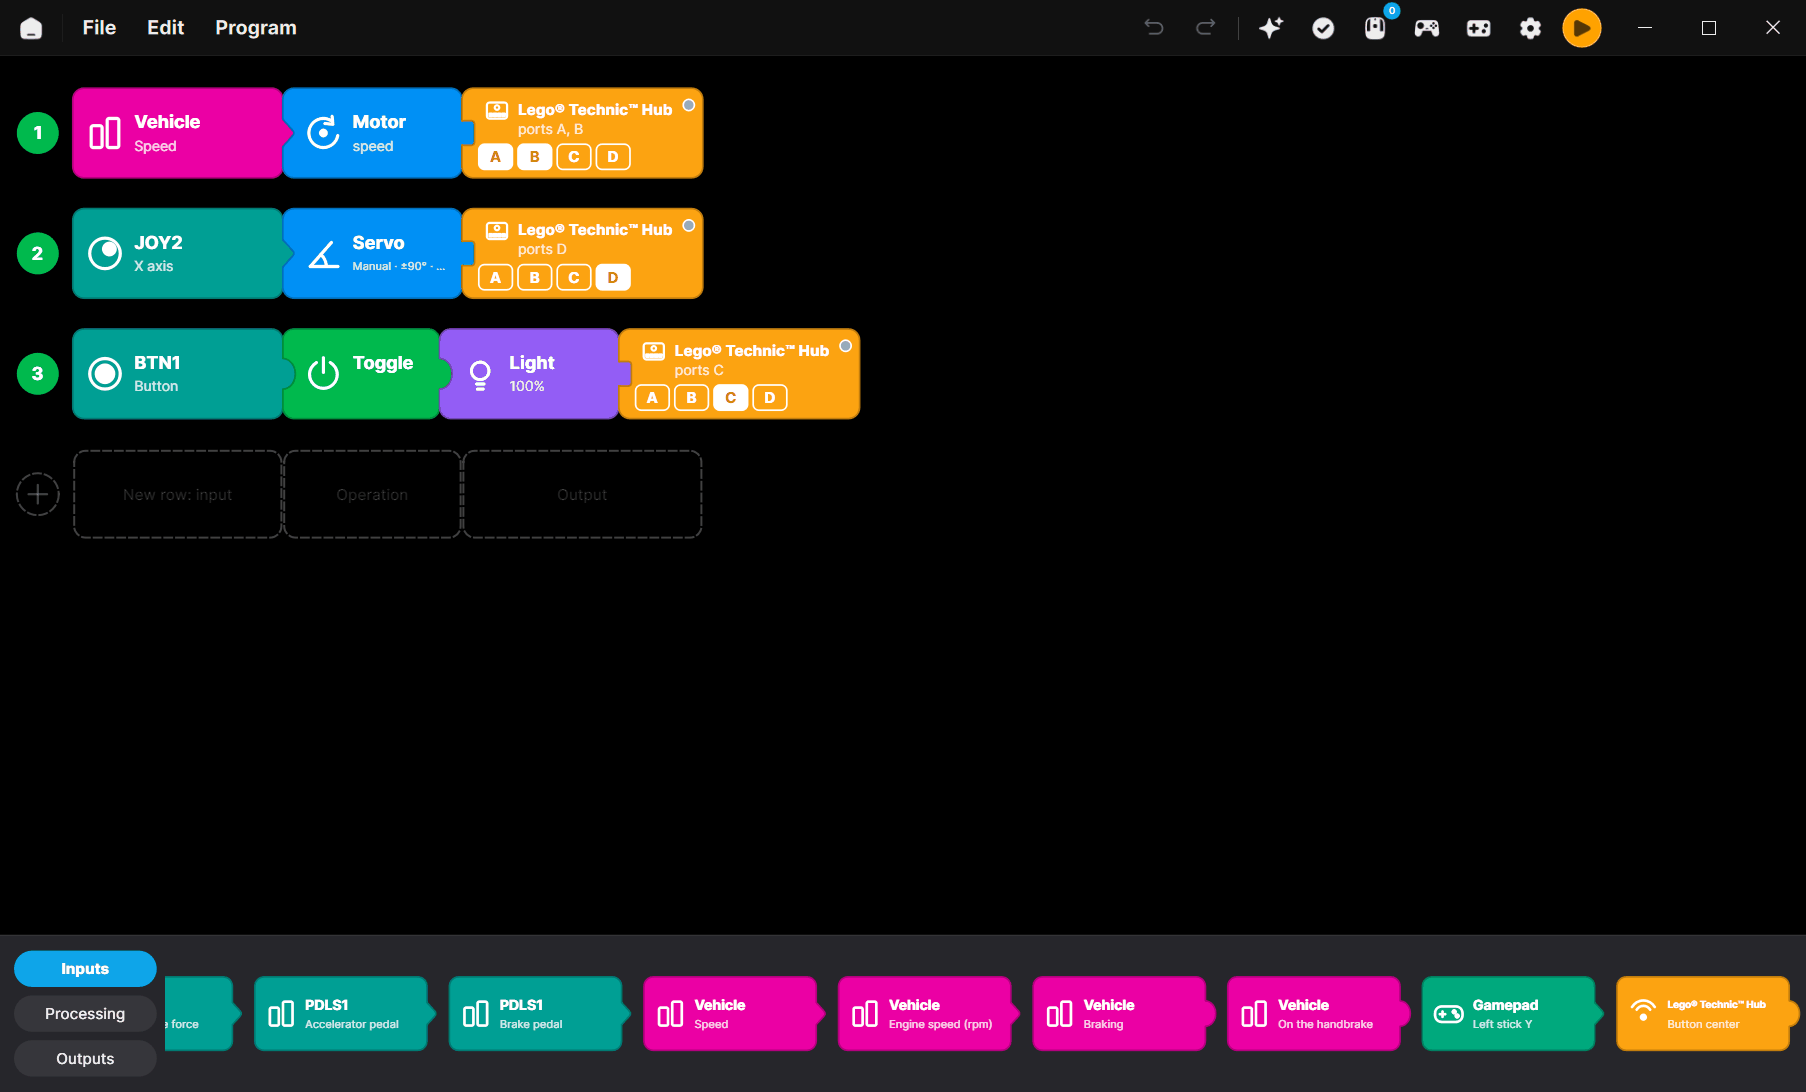 File Edit Program
0
1
Vehicle
Speed
Motor
speed
Lego® Technic™ Hub
ports A, B
A B C D
2
JOY2
X axis
Servo
Manual · ±90° · ...
Lego® Technic™ Hub
ports D
A B C D
3
BTN1
Button
Toggle
Light
100%
Lego® Technic™ Hub
ports C
A B C D
New row: input
Operation
Output
Inputs
Processing
Outputs
e force
PDLS1
Accelerator pedal
PDLS1
Brake pedal
Vehicle
Speed
Vehicle
Engine speed (rpm)
Vehicle
Braking
Vehicle
On the handbrake
Gamepad
Left stick Y
Lego® Technic™ Hub
Button center